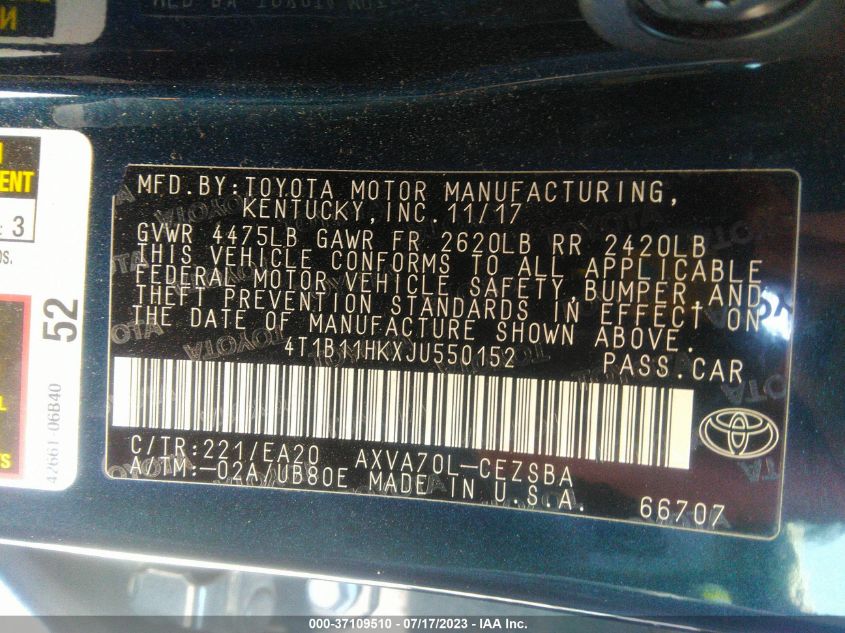 MFD.BY:TOYOTA MOTOR MANUFACTURING,
KENTUCKY,INC.11/17
GVWR 4475LB GAWR FR 2620LB RR 2420LB
THIS VEHICLE CONFORMS TO ALL APPLICABLE
FEDERAL MOTOR VEHICLE SAFETY,BUMPER,AND
THEFT PREVENTION STANDARDS IN EFFECT ON
THE DATE OF MANUFACTURE SHOWN ABOVE.
4T1B11HKXJU550152 PASS.CAR
C/TR:221/EA20 AXVA70L-CEZSBA
A/TM:-02A/UB80E MADE IN U.S.A.
66707
3
52
42661-06B40
000-37109510 - 07/17/2023 - IAA Inc.